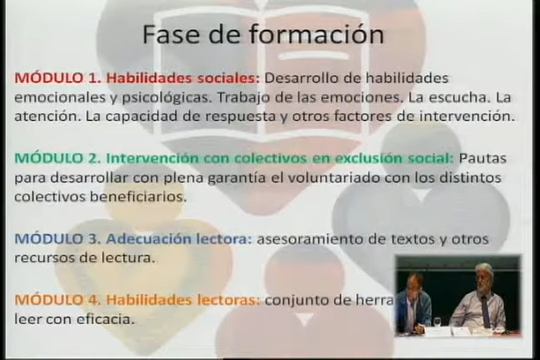 Fase de formación
MÓDULO 1. Habilidades sociales: Desarrollo de habilidades
emocionales y psicológicas. Trabajo de las emociones. La escucha. La
atención. La capacidad de respuesta y otros factores de intervención.
MÓDULO 2. Intervención con colectivos en exclusión social: Pautas
para desarrollar con plena garantía el voluntariado con los distintos
colectivos beneficiarios.
MÓDULO 3. Adecuación lectora: asesoramiento de textos y otros
recursos de lectura.
MÓDULO 4. Habilidades lectoras: conjunto de herra
leer con eficacia.